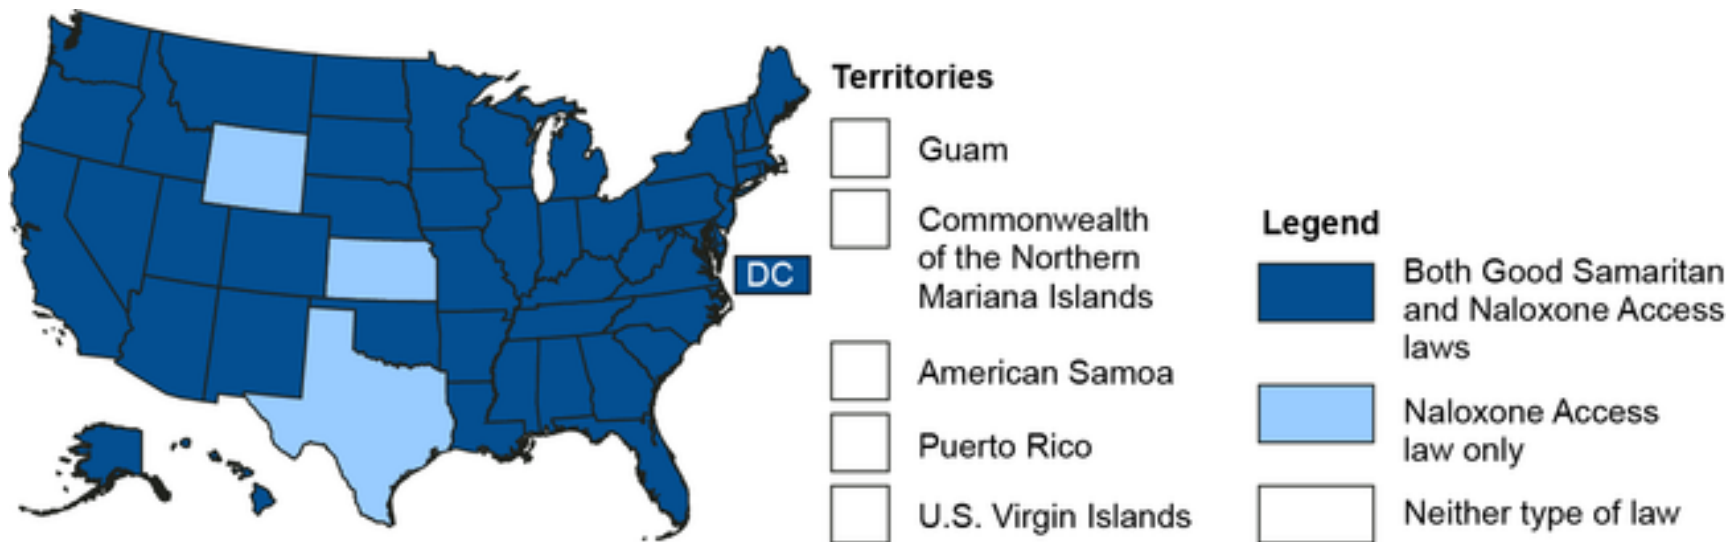 DC
Territories
Guam
Commonwealth
of the Northern
Mariana Islands
American Samoa
Puerto Rico
U.S. Virgin Islands
Legend
Both Good Samaritan
and Naloxone Access
laws
Naloxone Access
law only
Neither type of law